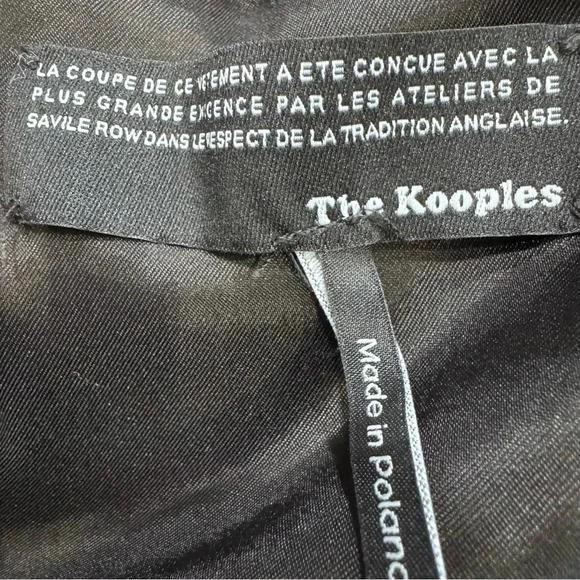 LA COUPE DE CE VETEMENT A ETE CONCUE AVEC LA
PLUS GRANDE EXIGENCE PAR LES ATELIERS DE
SAVILE ROW DANS LE RESPECT DE LA TRADITION ANGLAISE.
The Kooples
Made in Poland